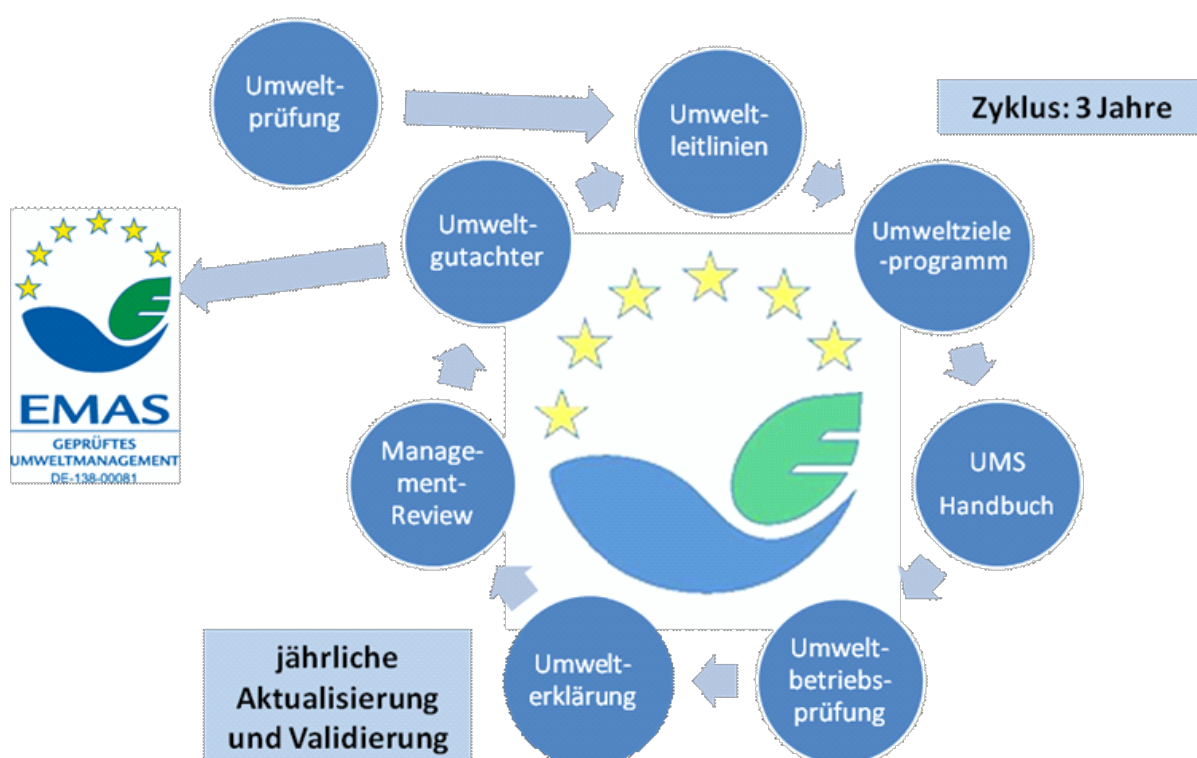 Umwelt-
prüfung
Umwelt-
leitlinien
Zyklus: 3 Jahre
Umwelt-
gutachter
Umweltziele
-programm
EMAS
GEPRÜFTES
UMWELTMANAGEMENT
DE-138-00081
Manage-
ment-
Review
UMS
Handbuch
jährliche
Aktualisierung
und Validierung
Umwelt-
erklärung
Umwelt-
betriebs-
prüfung